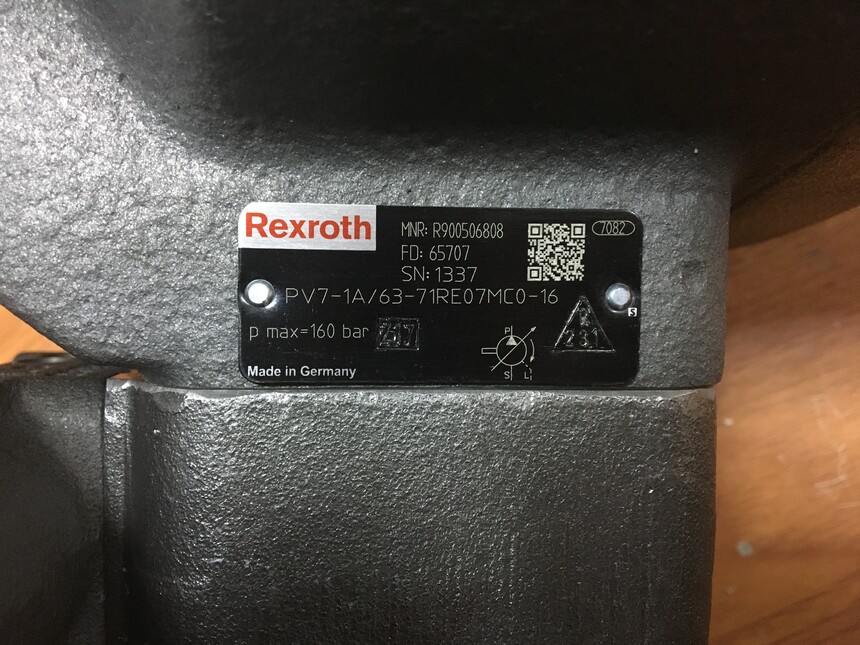 Rexroth
MNR: R900506808
7082
FD: 65707
SN: 1337
PV7-1A/63-71RE07MC0-16
S
p max=160 bar
231
P
S L
Made in Germany